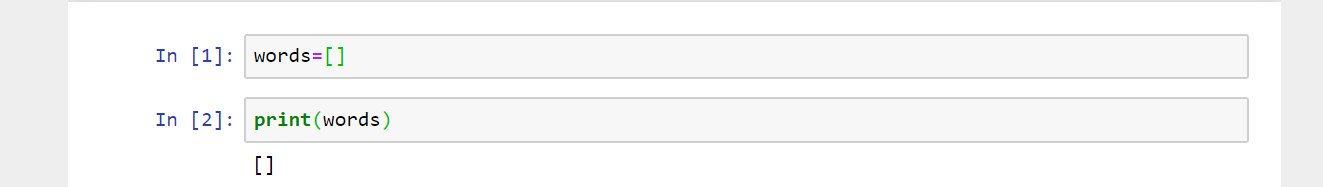 In [1]: words=[]
In [2]: print(words)
[]